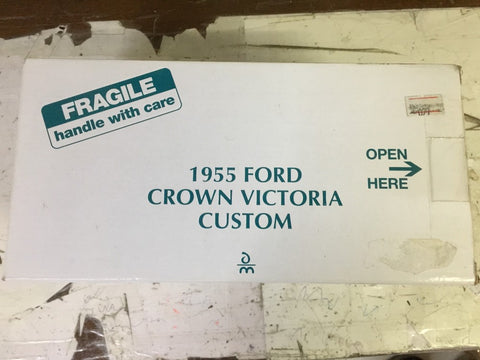 FRAGILE
handle with care
OPEN
HERE
1955 FORD
CROWN VICTORIA
CUSTOM